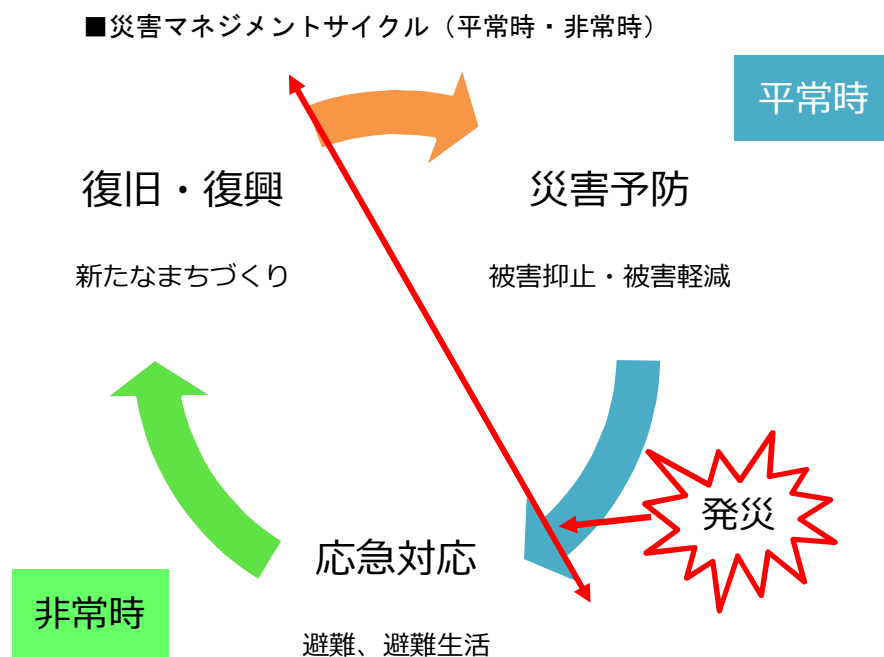 ■災害マネジメントサイクル（平常時・非常時）
平常時
復旧・復興
災害予防
新たなまちづくり
被害抑止・被害軽減
発災
応急対応
非常時
避難、避難生活